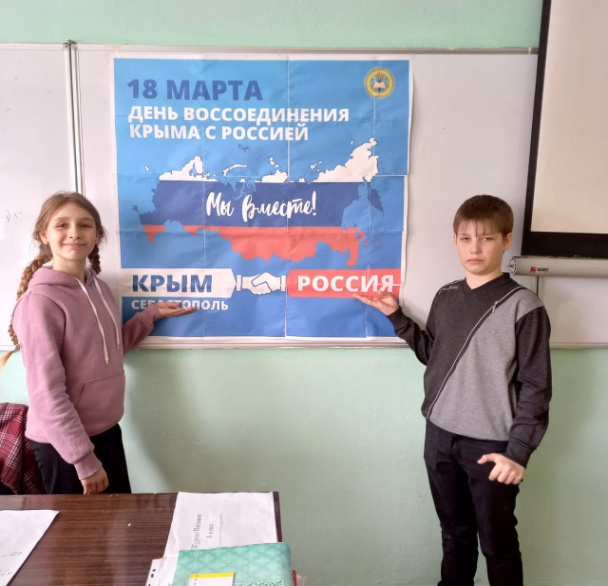 18 МАРТА
ДЕНЬ ВОССОЕДИНЕНИЯ
КРЫМА С РОССИЕЙ
Мы вместе!
КРЫМ
РОССИЯ
СЕВАСТОПОЛЬ